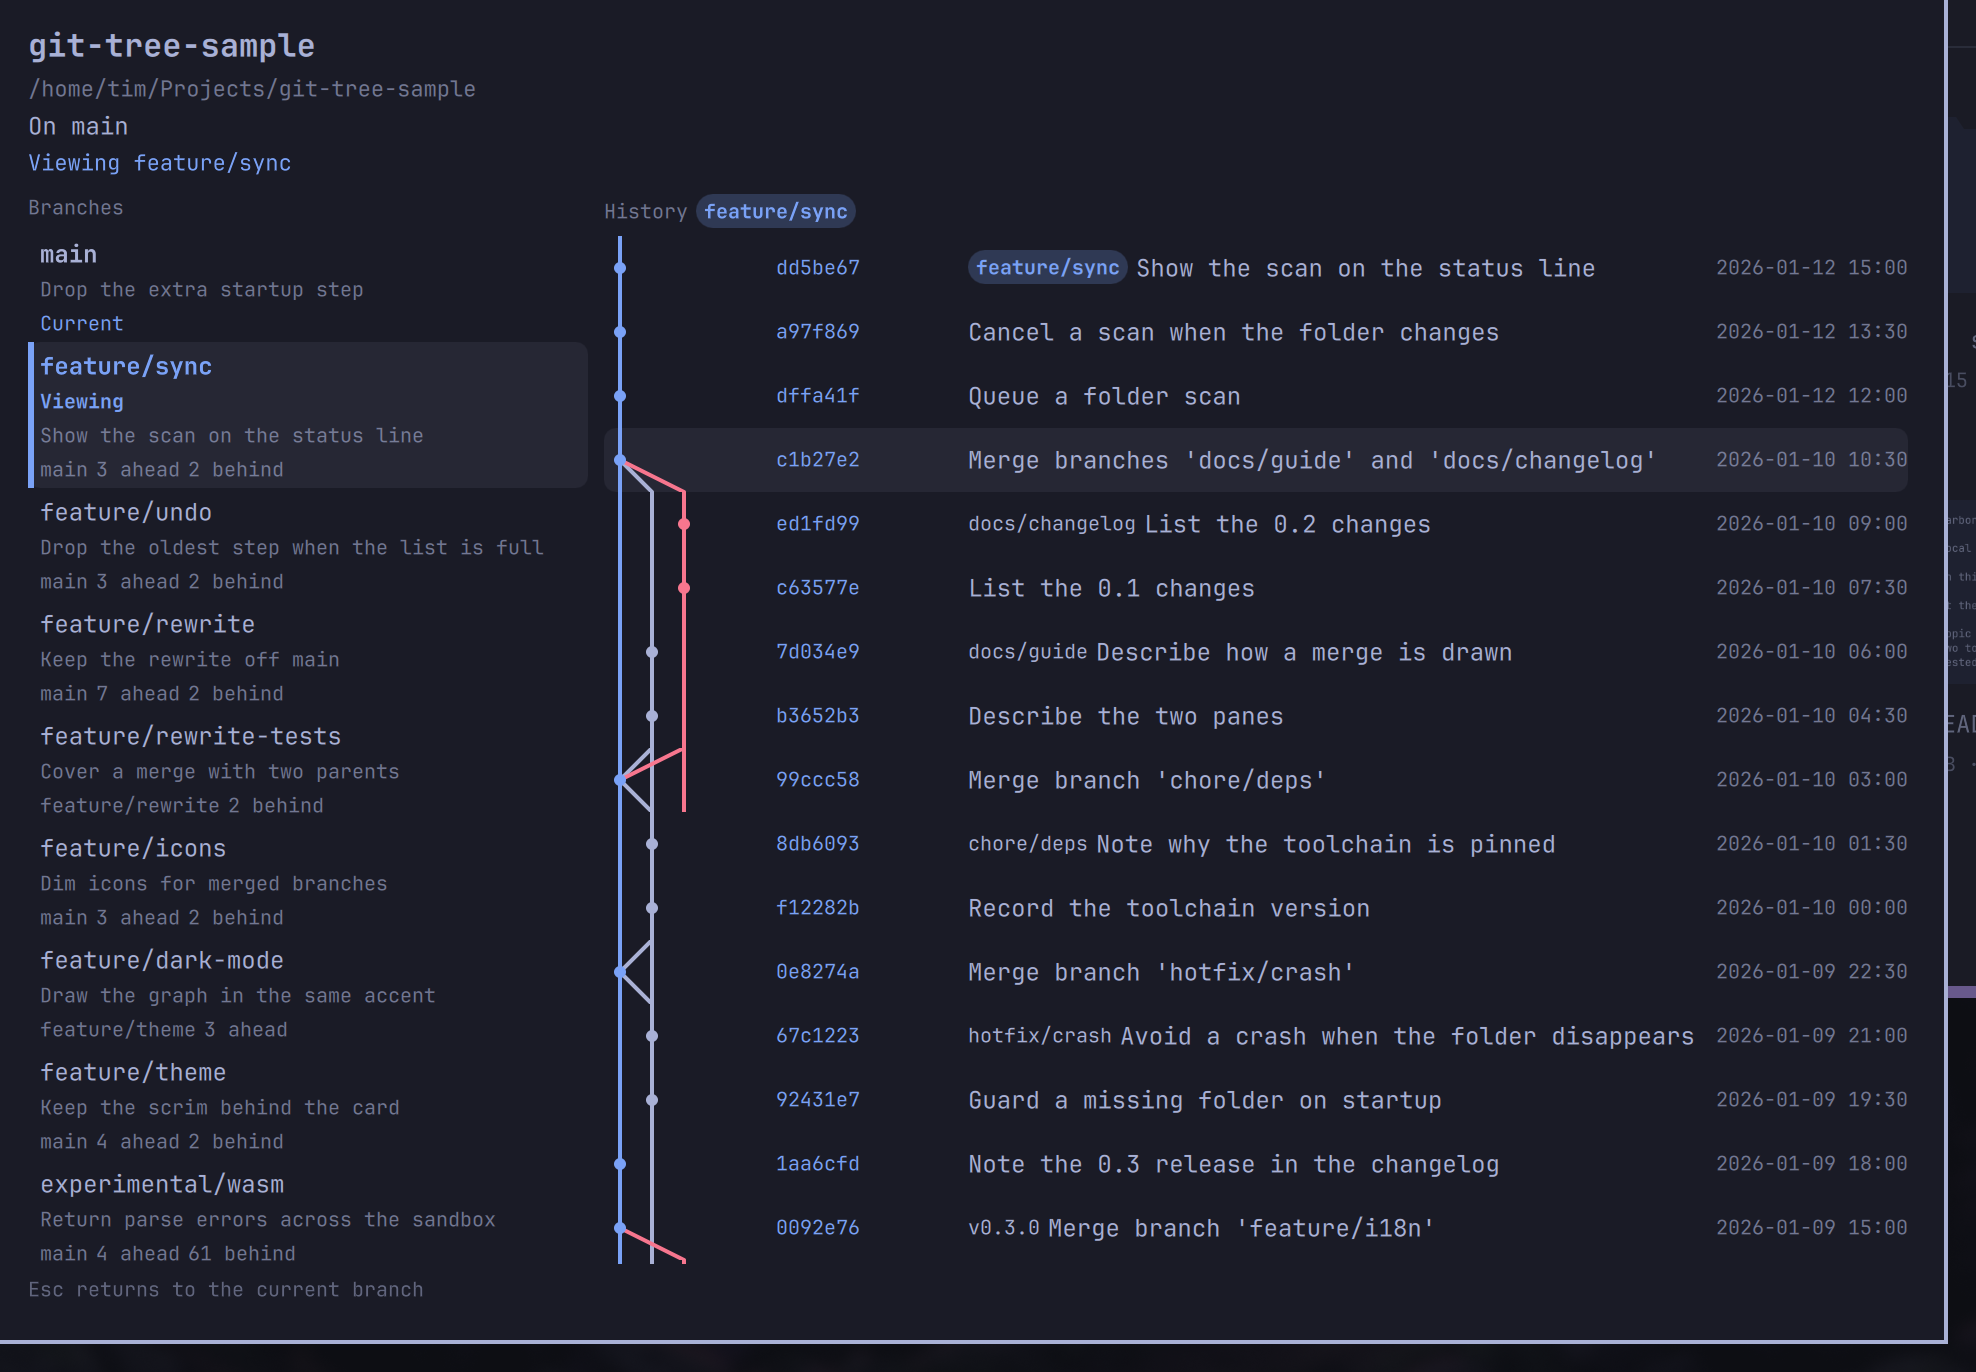 git-tree-sample
/home/tim/Projects/git-tree-sample
On main
Viewing feature/sync
Branches
main
Drop the extra startup step
Current
feature/sync
Viewing
Show the scan on the status line
main 3 ahead 2 behind
feature/undo
Drop the oldest step when the list is full
main 3 ahead 2 behind
feature/rewrite
Keep the rewrite off main
main 7 ahead 2 behind
feature/rewrite-tests
Cover a merge with two parents
feature/rewrite 2 behind
feature/icons
Dim icons for merged branches
main 3 ahead 2 behind
feature/dark-mode
Draw the graph in the same accent
feature/theme 3 ahead
feature/theme
Keep the scrim behind the card
main 4 ahead 2 behind
experimental/wasm
Return parse errors across the sandbox
main 4 ahead 61 behind
Esc returns to the current branch
History feature/sync
dd5be67 feature/sync Show the scan on the status line 2026-01-12 15:00
a97f869 Cancel a scan when the folder changes 2026-01-12 13:30
dffa41f Queue a folder scan 2026-01-12 12:00
c1b27e2 Merge branches 'docs/guide' and 'docs/changelog' 2026-01-10 10:30
ed1fd99 docs/changelog List the 0.2 changes 2026-01-10 09:00
c63577e List the 0.1 changes 2026-01-10 07:30
7d034e9 docs/guide Describe how a merge is drawn 2026-01-10 06:00
b3652b3 Describe the two panes 2026-01-10 04:30
99ccc58 Merge branch 'chore/deps' 2026-01-10 03:00
8db6093 chore/deps Note why the toolchain is pinned 2026-01-10 01:30
f12282b Record the toolchain version 2026-01-10 00:00
0e8274a Merge branch 'hotfix/crash' 2026-01-09 22:30
67c1223 hotfix/crash Avoid a crash when the folder disappears 2026-01-09 21:00
92431e7 Guard a missing folder on startup 2026-01-09 19:30
1aa6cfd Note the 0.3 release in the changelog 2026-01-09 18:00
0092e76 v0.3.0 Merge branch 'feature/i18n' 2026-01-09 15:00